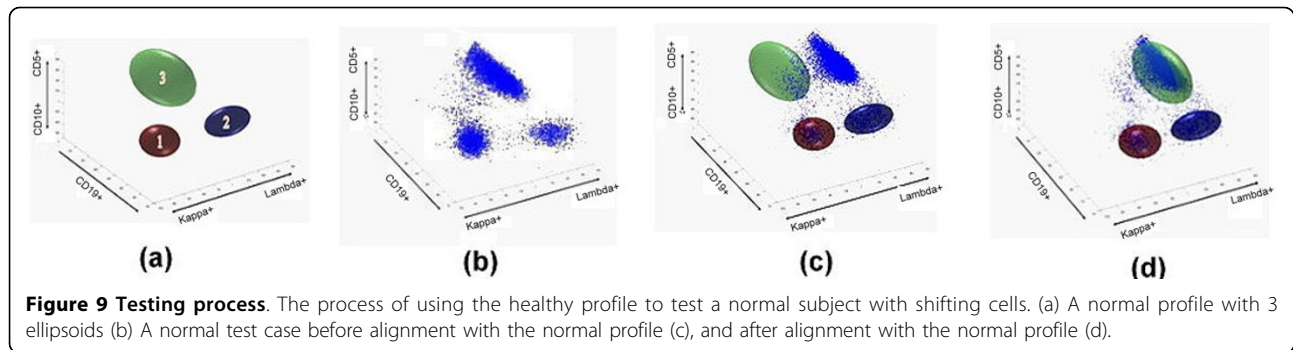 CD5+
CD10+
CD19+
Kappa+
Lambda+
3
2
1
(a)
CD5+
CD10+
CD19+
Kappa+
Lambda+
(b)
CD5+
CD10+
CD19+
Kappa+
Lambda+
(c)
CD5+
CD10+
CD19+
Kappa+
Lambda+
(d)
Figure 9 Testing process. The process of using the healthy profile to test a normal subject with shifting cells. (a) A normal profile with 3
ellipsoids (b) A normal test case before alignment with the normal profile (c), and after alignment with the normal profile (d).